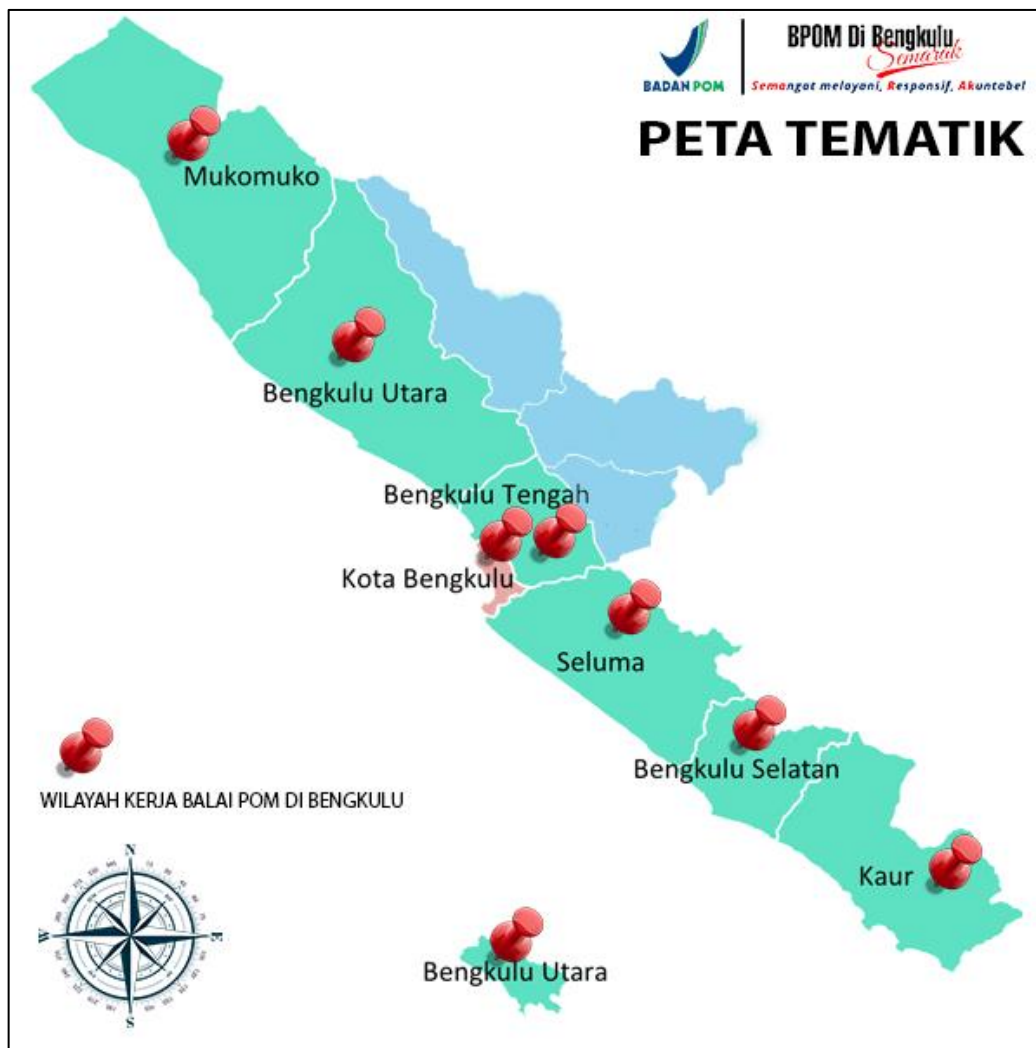 BADAN POM
BPOM Di Bengkulu
Semarak
Semangat melayani, Responsif, Akuntabel
PETA TEMATIK
Mukomuko
Bengkulu Utara
Bengkulu Tengah
Kota Bengkulu
Seluma
Bengkulu Selatan
Kaur
Bengkulu Utara
WILAYAH KERJA BALAI POM DI BENGKULU
N
W
E
S